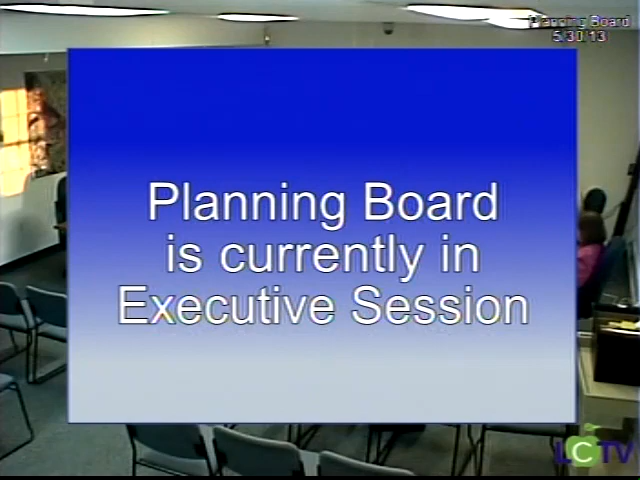 Planning Board
5/30/13
Planning Board
is currently in
Executive Session
LCTV